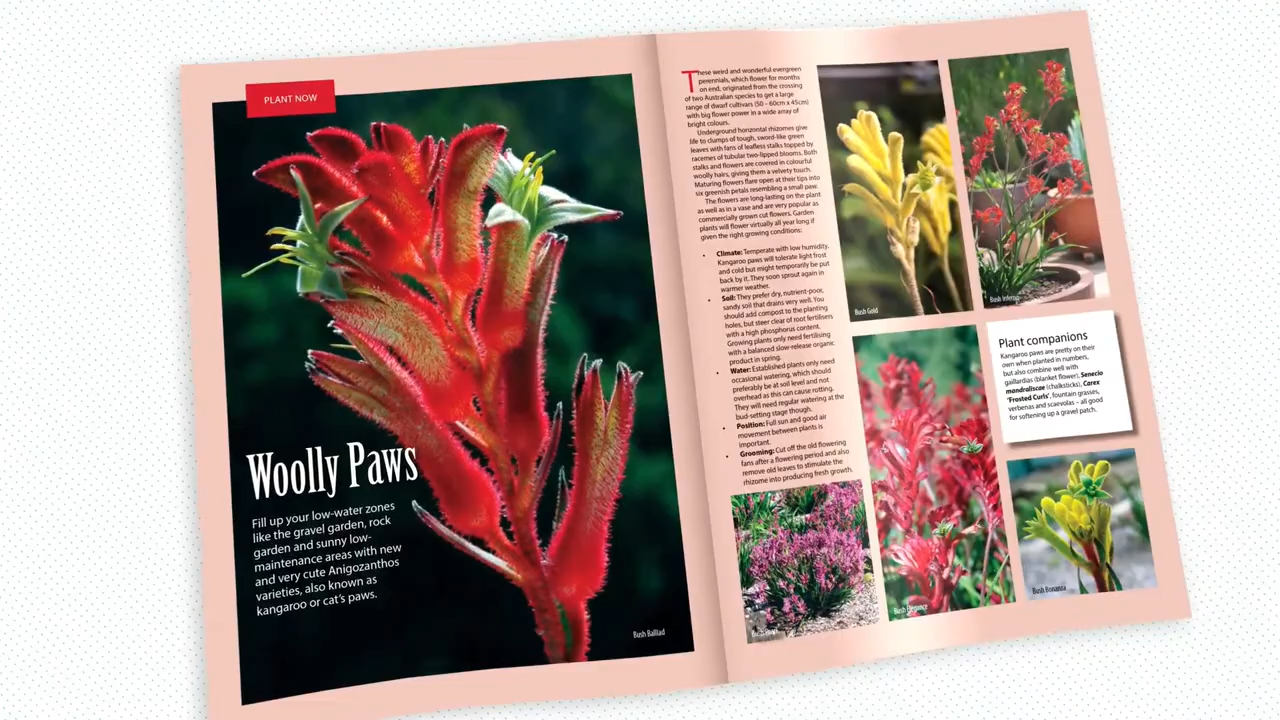 PLANT NOW
Woolly Paws
Fill up your low-water zones
like the gravel garden, rock
garden and sunny low-
maintenance areas with new
and very cute Anigozanthos
varieties, also known as
kangaroo or cat's paws.
Bush Balllad
These weird and wonderful evergreen
perennials, which flower for months
on end, originated from the crossing
of two Australian species to get a large
range of dwarf cultivars (50 – 60cm x 45cm)
with big flower power in a wide array of
bright colours.
Underground horizontal rhizomes give
life to clumps of tough, sword-like green
leaves with fans of leafless stalks topped by
racemes of tubular two-lipped blooms. Both
stalks and flowers are covered in colourful
woolly hairs, giving them a velvety touch.
Maturing flowers flare open at their tips into
six greenish petals resembling a small paw.
The flowers are long-lasting on the plant
as well as in a vase and are very popular as
commercially grown cut flowers. Garden
plants will flower virtually all year long if
given the right growing conditions:
• Climate: Temperate with low humidity.
Kangaroo paws will tolerate light frost
and cold but might temporarily be put
back by it. They soon sprout again in
warmer weather.
• Soil: They prefer dry, nutrient-poor,
sandy soil that drains very well. You
should add compost to the planting
holes, but steer clear of root fertilisers
with a high phosphorus content.
Growing plants only need fertilising
with a balanced slow-release organic
product in spring.
• Water: Established plants only need
occasional watering, which should
preferably be at soil level and not
overhead as this can cause rotting.
They will need regular watering at the
bud-setting stage though.
• Position: Full sun and good air
movement between plants is
important.
• Grooming: Cut off the old flowering
fans after a flowering period and also
remove old leaves to stimulate the
rhizome into producing fresh growth.
Bush Gold
Bush Inferno
Plant companions
Kangaroo paws are pretty on their
own when planted in numbers,
but also combine well with
gaillardias (blanket flower), Senecio
mandraliscae (chalksticks), Carex
'Frosted Curls', fountain grasses,
verbenas and scaevolas – all good
for softening up a gravel patch.
Bush
Bush Elegance
Bush Bonanza